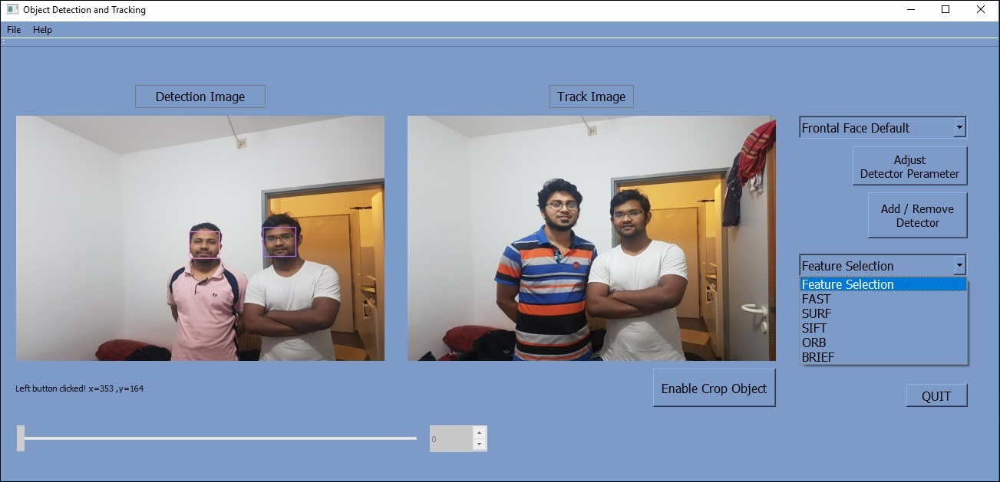 Object Detection and Tracking
File Help
Detection Image
Track Image
Frontal Face Default
Adjust
Detector Perameter
Add / Remove
Detector
Feature Selection
Feature Selection
FAST
SURF
SIFT
ORB
BRIEF
Left button clicked! x=353 ,y=164
Enable Crop Object
QUIT
0